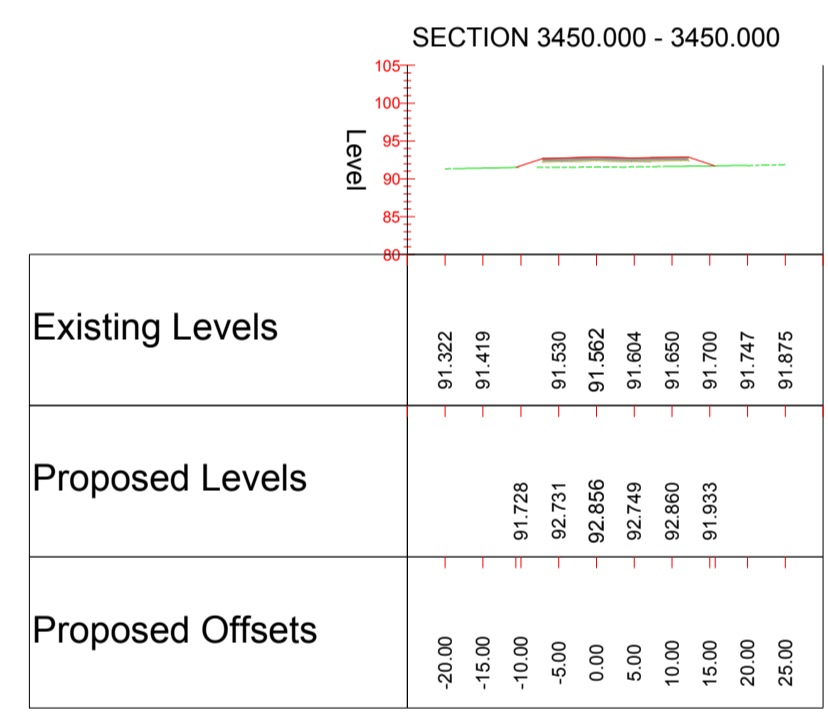 SECTION 3450.000 - 3450.000
105
100
95
90
85
80
Level
Existing Levels
91.322 91.419 91.530 91.562 91.604 91.650 91.700 91.747 91.875
Proposed Levels
91.728 92.731 92.856 92.749 92.860 91.933
Proposed Offsets
-20.00 -15.00 -10.00 -5.00 0.00 5.00 10.00 15.00 20.00 25.00